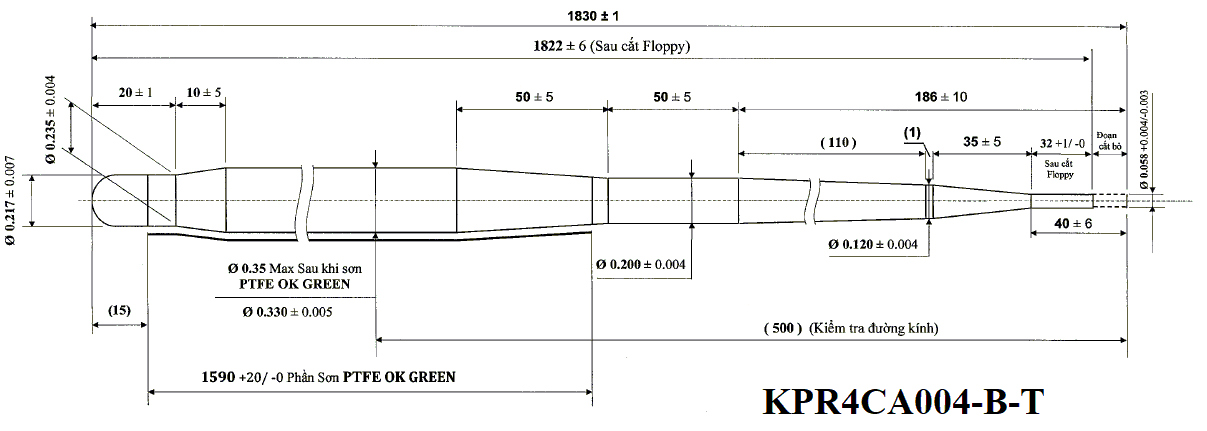 1830 ± 1
1822 ± 6 (Sau cắt Floppy)
20 ± 1
10 ± 5
50 ± 5
50 ± 5
186 ± 10
Ø 0.235 ± 0.004
(110)
(1)
35 ± 5
32 +1/ -0
Sau cắt
Floppy
Đoạn
cắt bỏ
Ø 0.058 +0.004/-0.003
Ø 0.217 ± 0.007
40 ± 6
Ø 0.120 ± 0.004
Ø 0.200 ± 0.004
Ø 0.35 Max Sau khi sơn
PTFE OK GREEN
Ø 0.330 ± 0.005
(15)
( 500 ) (Kiểm tra đường kính)
1590 +20/ -0 Phần Sơn PTFE OK GREEN
KPR4CA004-B-T